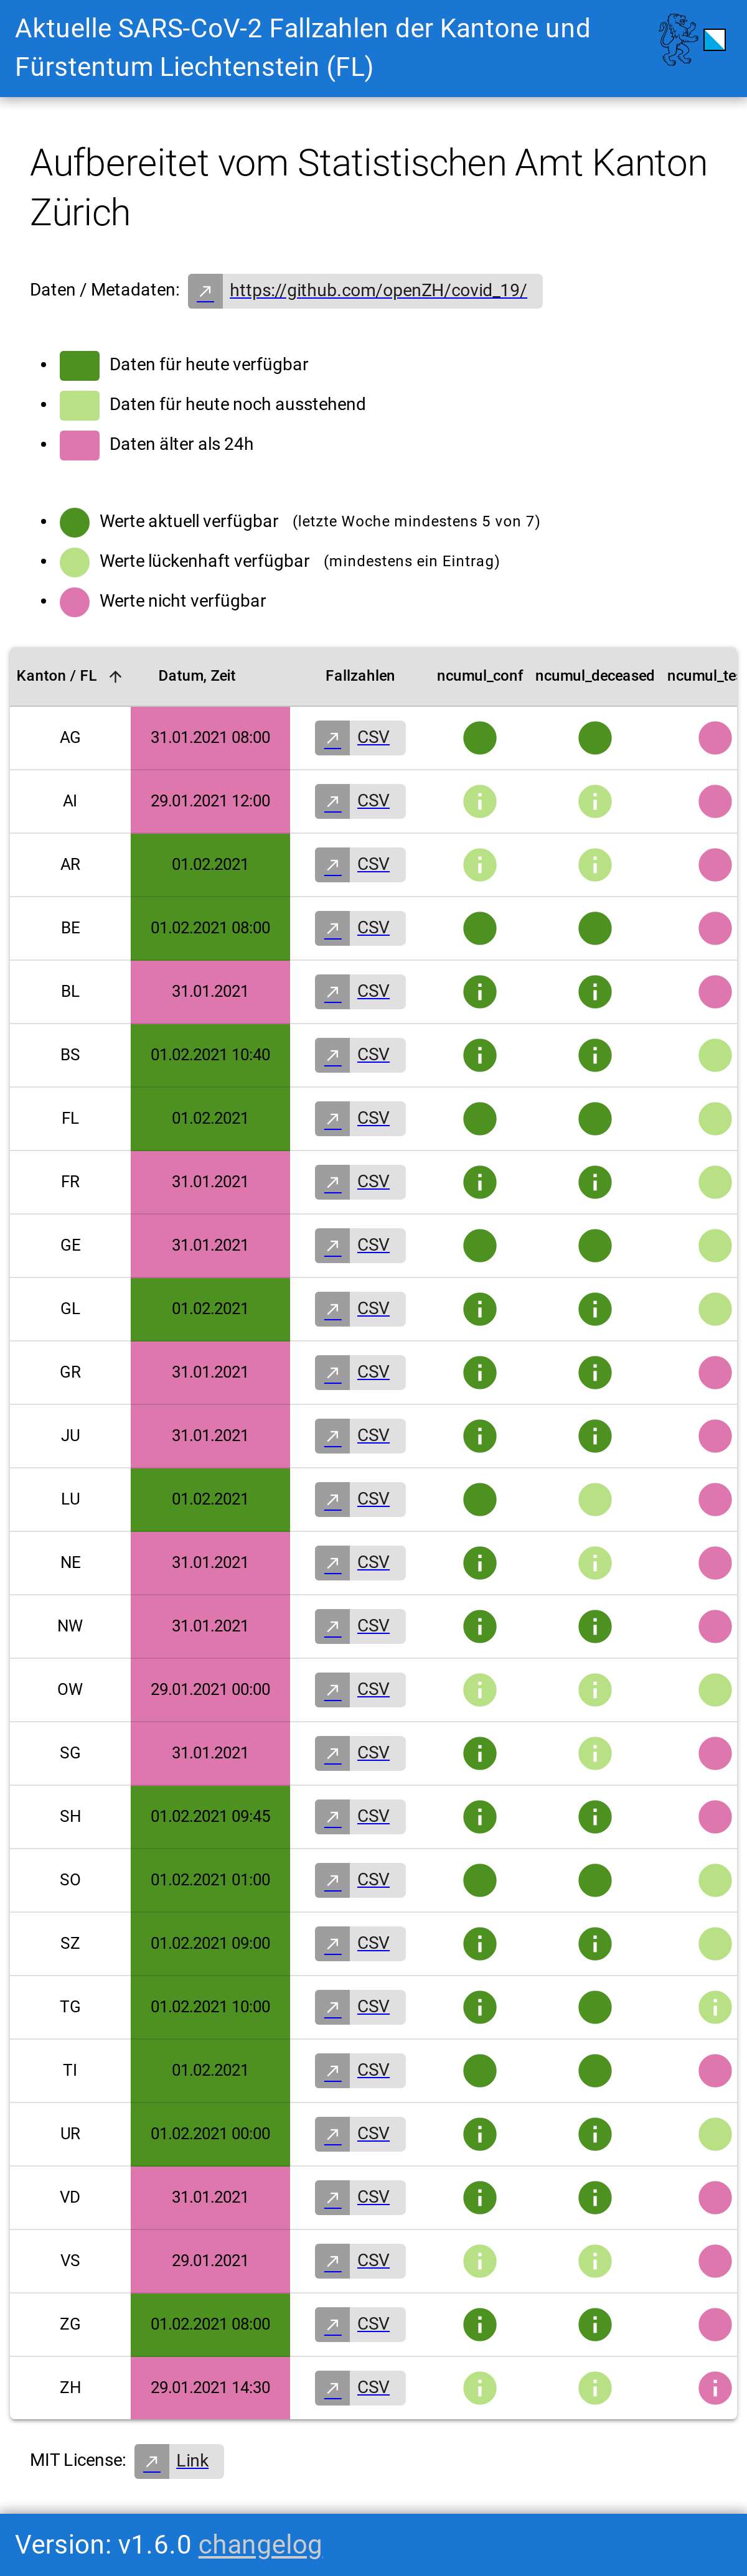 Aktuelle SARS-CoV-2 Fallzahlen der Kantone und
Fürstentum Liechtenstein (FL)
Aufbereitet vom Statistischen Amt Kanton
Zürich
Daten / Metadaten: https://github.com/openZH/covid_19/
Daten für heute verfügbar
Daten für heute noch ausstehend
Daten älter als 24h
Werte aktuell verfügbar (letzte Woche mindestens 5 von 7)
Werte lückenhaft verfügbar (mindestens ein Eintrag)
Werte nicht verfügbar
Kanton / FL Datum, Zeit Fallzahlen ncumul_conf ncumul_deceased
AG 31.01.2021 08:00 CSV
AI 29.01.2021 12:00 CSV
AR 01.02.2021 CSV
BE 01.02.2021 08:00 CSV
BL 31.01.2021 CSV
BS 01.02.2021 10:40 CSV
FL 01.02.2021 CSV
FR 31.01.2021 CSV
GE 31.01.2021 CSV
GL 01.02.2021 CSV
GR 31.01.2021 CSV
JU 31.01.2021 CSV
LU 01.02.2021 CSV
NE 31.01.2021 CSV
NW 31.01.2021 CSV
OW 29.01.2021 00:00 CSV
SG 31.01.2021 CSV
SH 01.02.2021 09:45 CSV
SO 01.02.2021 01:00 CSV
SZ 01.02.2021 09:00 CSV
TG 01.02.2021 10:00 CSV
TI 01.02.2021 CSV
UR 01.02.2021 00:00 CSV
VD 31.01.2021 CSV
VS 29.01.2021 CSV
ZG 01.02.2021 08:00 CSV
ZH 29.01.2021 14:30 CSV
MIT License: Link
Version: v1.6.0 changelog